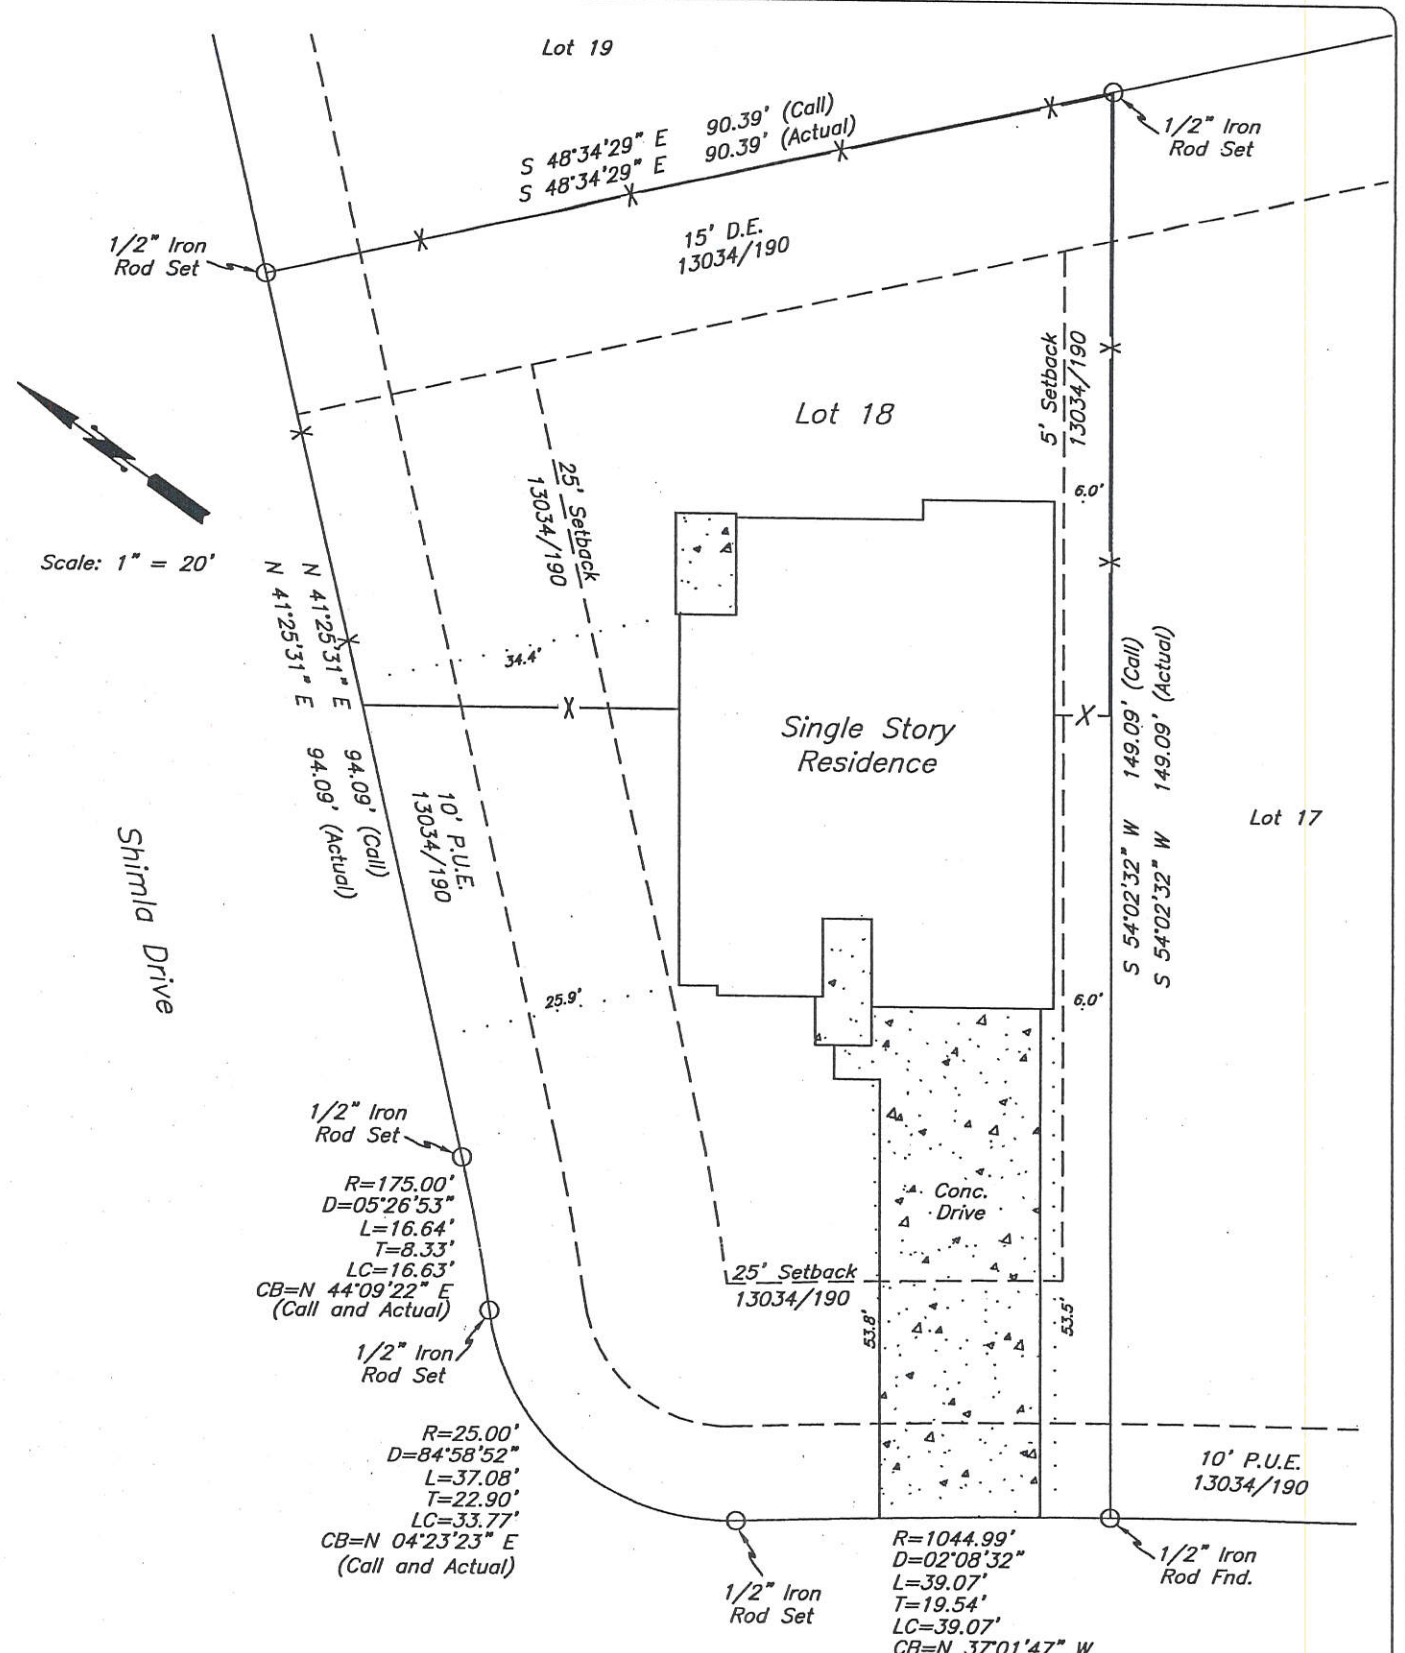 Lot 19
S 48°34'29" E 90.39' (Call)
S 48°34'29" E 90.39' (Actual)
1/2" Iron
Rod Set
1/2" Iron
Rod Set
15' D.E.
13034/190
5' Setback
13034/190
Lot 18
25' Setback
13034/190
6.0'
Scale: 1" = 20'
N 41°25'31" E 94.09' (Call)
N 41°25'31" E 94.09' (Actual)
34.4'
Single Story
Residence
S 54°02'32" W 149.09' (Call)
S 54°02'32" W 149.09' (Actual)
Lot 17
10' P.U.E.
13034/190
Shimla Drive
25.9'
6.0'
1/2" Iron
Rod Set
R=175.00'
D=05°26'53"
L=16.64'
T=8.33'
LC=16.63'
CB=N 44°09'22" E
(Call and Actual)
Conc.
Drive
25' Setback
13034/190
53.8'
53.5'
1/2" Iron
Rod Set
R=25.00'
D=84°58'52"
L=37.08'
T=22.90'
LC=33.77'
CB=N 04°23'23" E
(Call and Actual)
10' P.U.E.
13034/190
1/2" Iron
Rod Set
R=1044.99'
D=02°08'32"
L=39.07'
T=19.54'
LC=39.07'
CB=N 37°01'47" W
1/2" Iron
Rod Fnd.